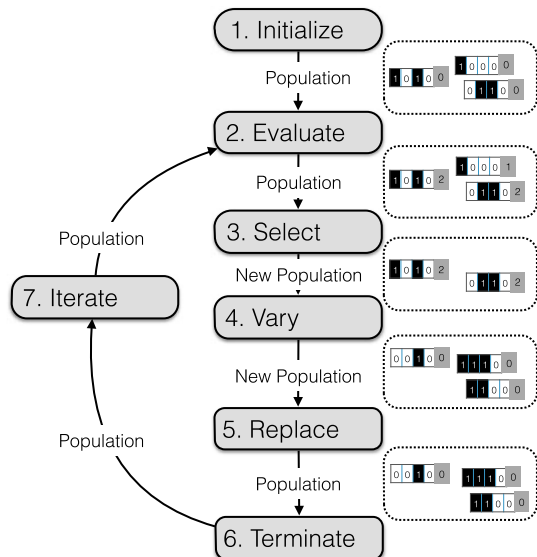 1. Initialize
Population
1 0 1 0 0
1 0 0 0 0
0 1 1 0 0
2. Evaluate
Population
1 0 1 0 2
1 0 0 0 1
0 1 1 0 2
3. Select
New Population
1 0 1 0 2
0 1 1 0 2
Population
7. Iterate
4. Vary
New Population
0 0 1 0 0
1 1 1 0 0
1 1 0 0 0
5. Replace
Population
Population
0 0 1 0 0
1 1 1 0 0
1 1 0 0 0
6. Terminate